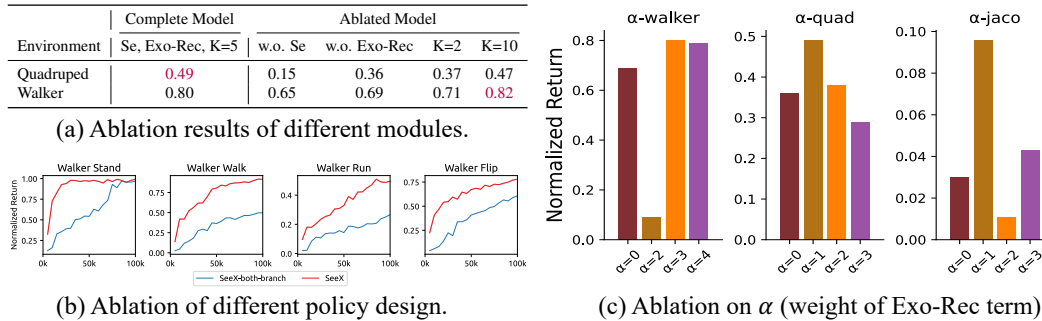 Complete Model Ablated Model
Environment Se, Exo-Rec, K=5 w.o. Se w.o. Exo-Rec K=2 K=10
Quadruped 0.49 0.15 0.36 0.37 0.47
Walker 0.80 0.65 0.69 0.71 0.82
(a) Ablation results of different modules.
Walker Stand Walker Walk Walker Run Walker Flip
Normalized Return
1.00
0.75
0.50
0.25
0k 50k 100k
0.75
0.50
0.25
0.00
0k 50k 100k
0.4
0.2
0.0
0k 50k 100k
0.75
0.50
0.25
0k 50k 100k
SeeX-both-branch SeeX
(b) Ablation of different policy design.
α-walker α-quad α-jaco
Normalized Return
0.8
0.6
0.4
0.2
0.0
α=0 α=2 α=3 α=4
0.5
0.4
0.3
0.2
0.1
0.0
α=0 α=1 α=2 α=3
0.10
0.08
0.06
0.04
0.02
0.00
α=0 α=1 α=2 α=3
(c) Ablation on α (weight of Exo-Rec term)